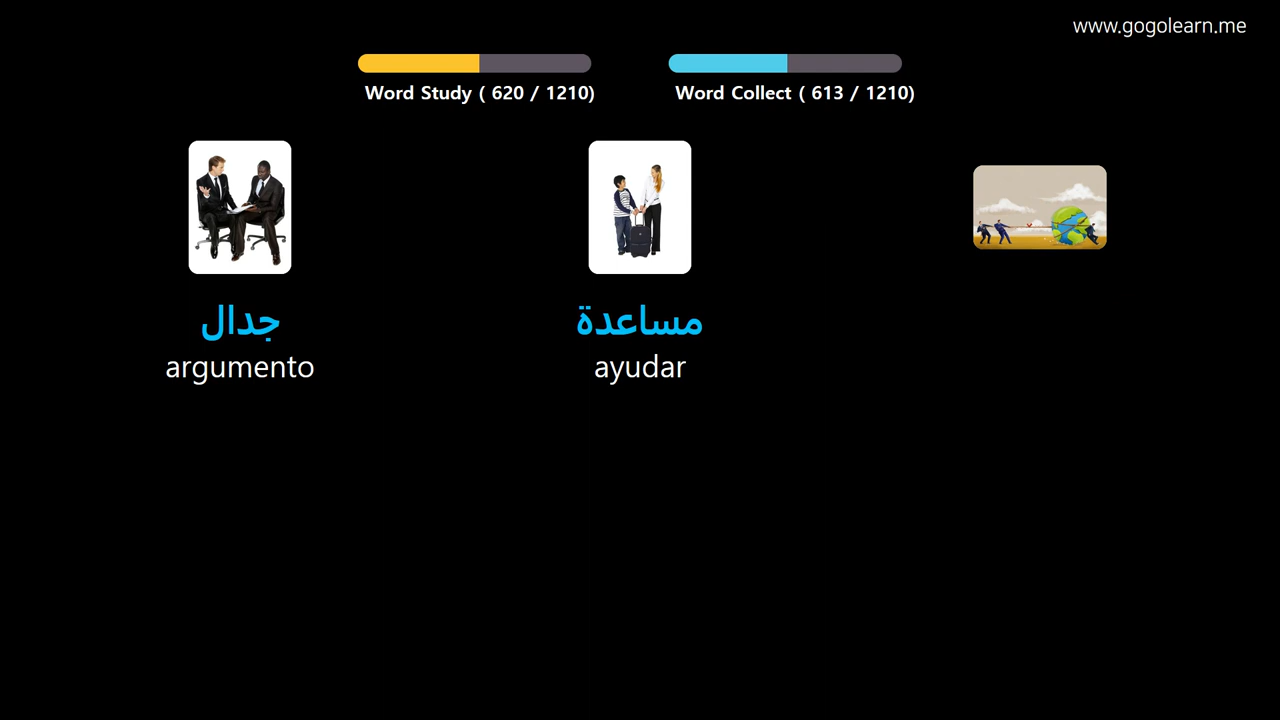 www.gogolearn.me
Word Study ( 620 / 1210)
Word Collect ( 613 / 1210)
جدال
argumento
مساعدة
ayudar